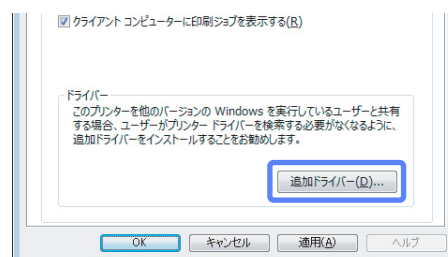 クライアント コンピューターに印刷ジョブを表示する(R)
ドライバー
このプリンターを他のバージョンの Windows を実行しているユーザーと共有
する場合、ユーザーがプリンター ドライバーを検索する必要がなくなるように、
追加ドライバーをインストールすることをお勧めします。
追加ドライバー(D)...
OK キャンセル 適用(A) ヘルプ